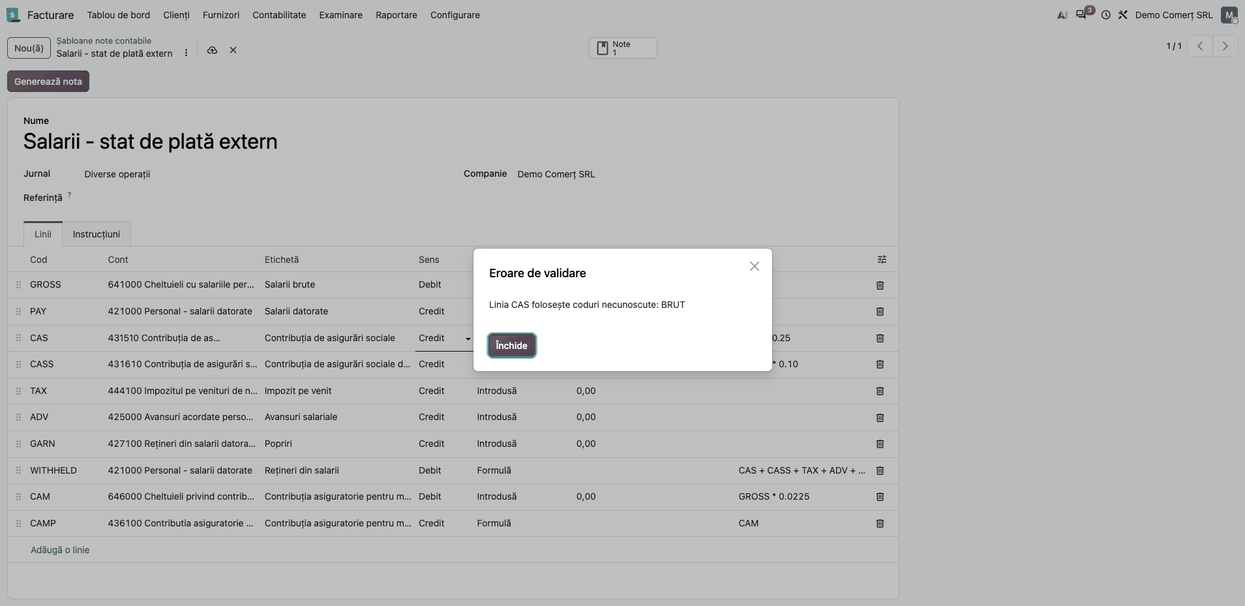 Facturare Tablou de bord Clienți Furnizori Contabilitate Examinare Raportare Configurare 3 Demo Comerț SRL M
Nou(ă) Șabloane note contabile
Salarii - stat de plată extern
Note
1
1 / 1
Generează nota
Nume
Salarii - stat de plată extern
Jurnal Diverse operații Companie Demo Comerț SRL
Referință ?
Linii Instrucțiuni
Cod Cont Etichetă Sens
GROSS 641000 Cheltuieli cu salariile per... Salarii brute Debit
PAY 421000 Personal - salarii datorate Salarii datorate Credit
CAS 431510 Contribuția de as... Contribuția de asigurări sociale Credit 0.25
CASS 431610 Contribuția de asigurări s... Contribuția de asigurări sociale d... Credit * 0.10
TAX 444100 Impozitul pe venituri de n... Impozit pe venit Credit Introdusă 0,00
ADV 425000 Avansuri acordate perso... Avansuri salariale Credit Introdusă 0,00
GARN 427100 Rețineri din salarii datora... Popriri Credit Introdusă 0,00
WITHHELD 421000 Personal - salarii datorate Rețineri din salarii Debit Formulă CAS + CASS + TAX + ADV + ...
CAM 646000 Cheltuieli privind contrib... Contribuția asiguratorie pentru m... Debit Introdusă 0,00 GROSS * 0.0225
CAMP 436100 Contributia asiguratorie ... Contribuția asiguratorie pentru m... Credit Formulă CAM
Adăugă o linie
Eroare de validare
Linia CAS folosește coduri necunoscute: BRUT
Închide